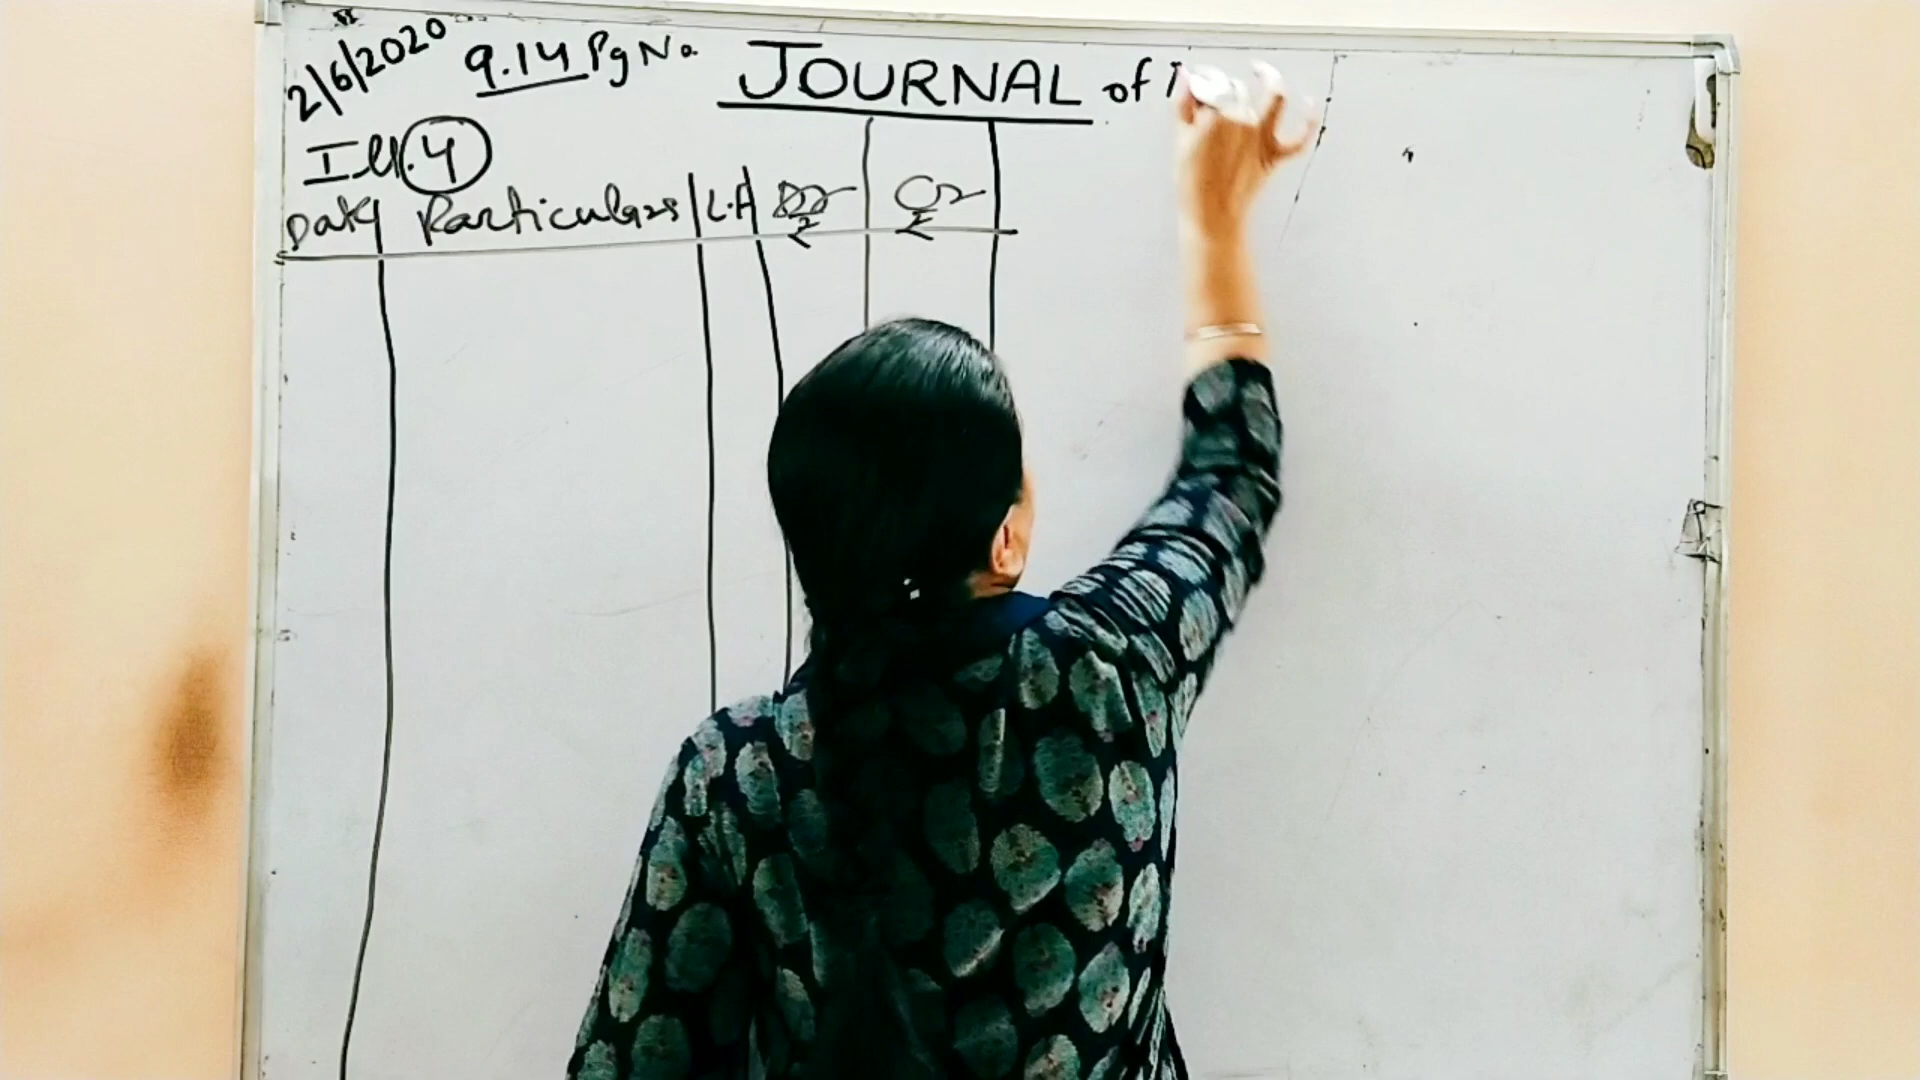 2/6/2020 9.14 Pg No. JOURNAL of
Ill. 4
Date Particulars L.F Dr ₹ Cr ₹